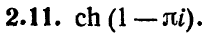 2.11. ch (1 — πi).